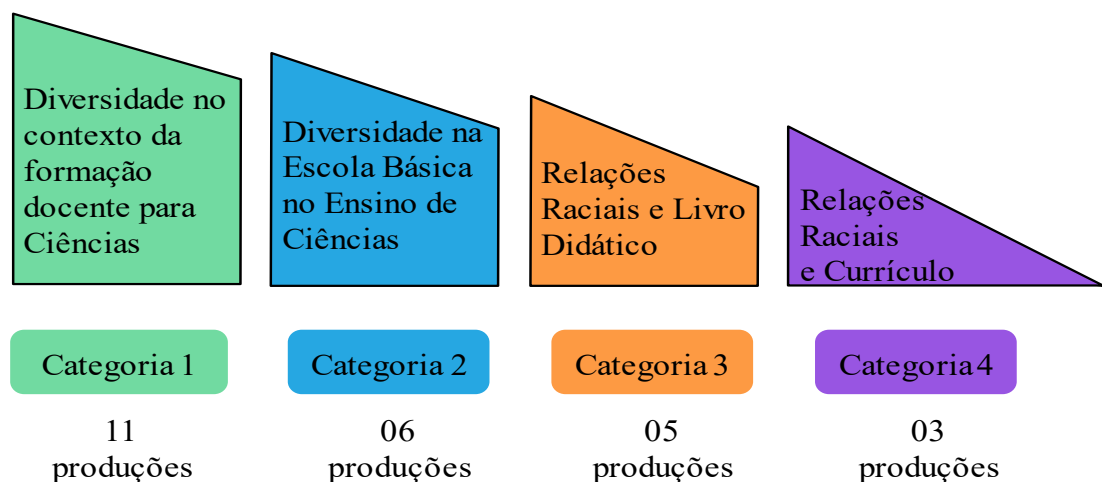 Diversidade no
contexto da
formação
docente para
Ciências
Diversidade na
Escola Básica
no Ensino de
Ciências
Relações
Raciais e Livro
Didático
Relações
Raciais
e Currículo
Categoria 1
Categoria 2
Categoria 3
Categoria 4
11
produções
06
produções
05
produções
03
produções